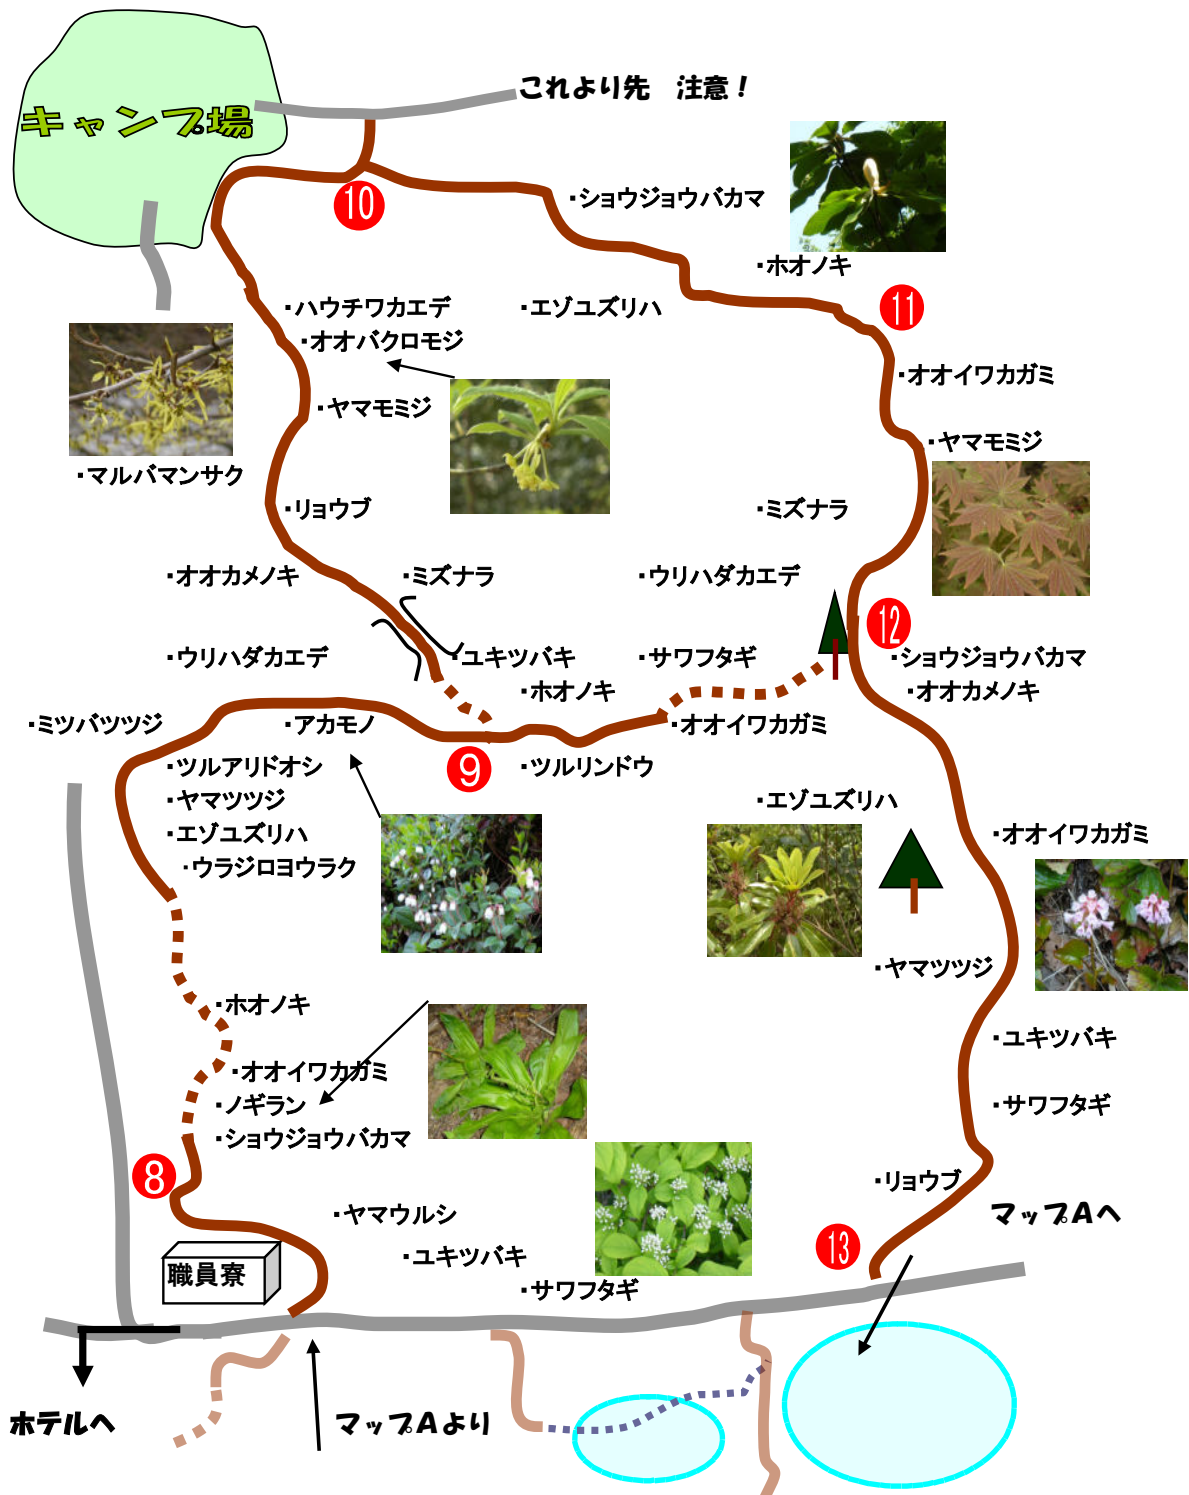 これより先　注意！
キャンプ場
・ショウジョウバカマ
10
・ホオノキ
・ハウチワカエデ
・エゾユズリハ
11
・オオバクロモジ
・オオイワカガミ
・ヤマモミジ
・ヤマモミジ
・マルバマンサク
・リョウブ
・ミズナラ
・オオカメノキ
・ミズナラ
・ウリハダカエデ
12
・ウリハダカエデ
・ユキツバキ
・サワフタギ
・ショウジョウバカマ
・ホオノキ
・オオカメノキ
・ミツバツツジ
・アカモノ
・オオイワカガミ
・ツルアリドオシ
9
・ツルリンドウ
・ヤマツツジ
・エゾユズリハ
・エゾユズリハ
・オオイワカガミ
・ウラジロヨウラク
・ヤマツツジ
・ホオノキ
・ユキツバキ
・オオイワカガミ
・ノギラン
・サワフタギ
・ショウジョウバカマ
8
・リョウブ
・ヤマウルシ
マップAへ
13
・ユキツバキ
職員寮
・サワフタギ
ホテルへ
マップAより